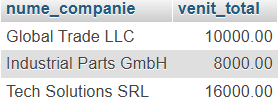 nume_companie venit_total
Global Trade LLC 10000.00
Industrial Parts GmbH 8000.00
Tech Solutions SRL 16000.00